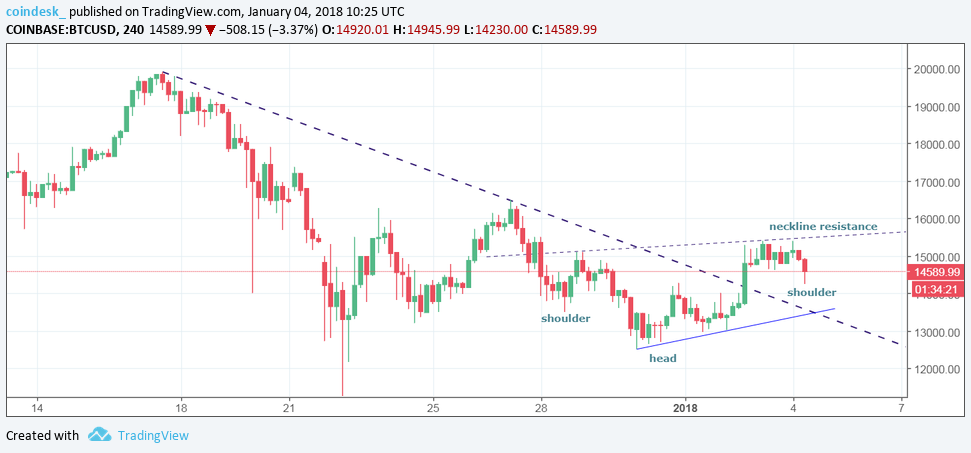 coindesk_ published on TradingView.com, January 04, 2018 10:25 UTC
COINBASE:BTCUSD, 240 14589.99 ▼ −508.15 (−3.37%) O:14920.01 H:14945.99 L:14230.00 C:14589.99
20000.00
19000.00
18000.00
17000.00
16000.00
neckline resistance
15000.00
14589.99
01:34:21
14000.00
shoulder
shoulder
13000.00
head
12000.00
14 18 21 25 28 2018 4 7
Created with TradingView